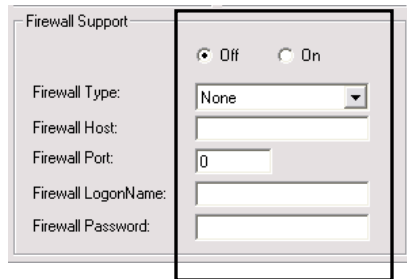 Firewall Support
Off On
Firewall Type: None
Firewall Host:
Firewall Port: 0
Firewall LogonName:
Firewall Password: